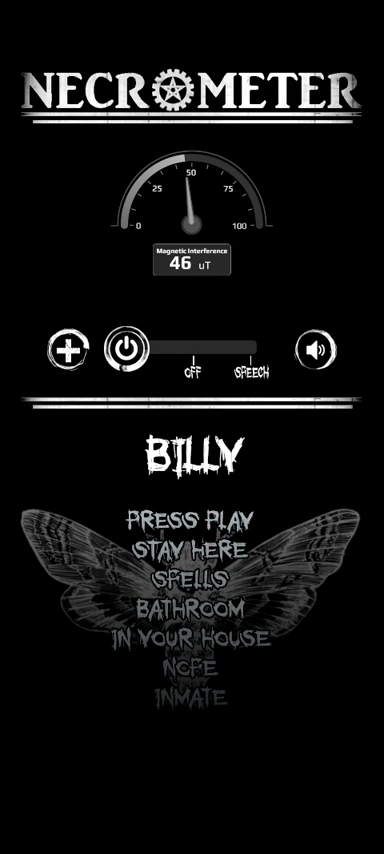 NECROMETER
50
25 75
0 100
Magnetic Interference
46 uT
OFF SPEECH
BILLY
PRESS PLAY
STAY HERE
SPELLS
BATHROOM
IN YOUR HOUSE
NOPE
INMATE